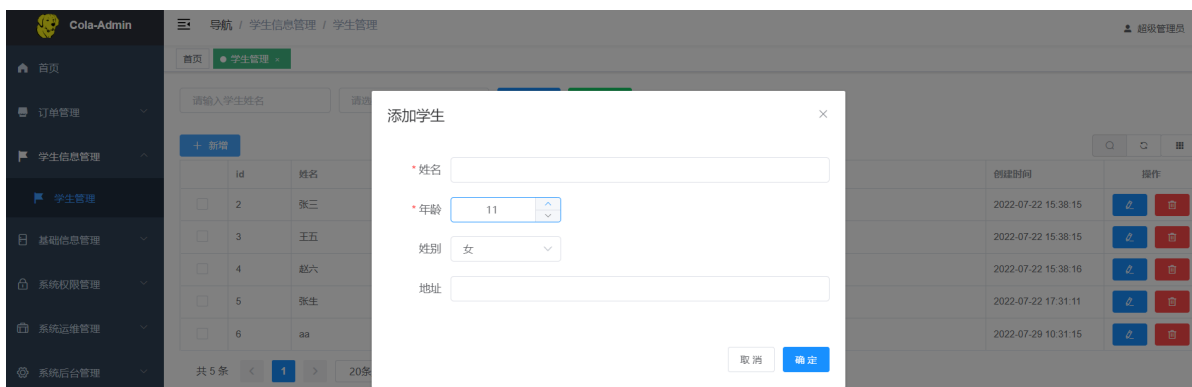 Cola-Admin
导航 / 学生信息管理 / 学生管理
超级管理员
首页
学生管理 ×
首页
订单管理
学生信息管理
学生管理
基础信息管理
系统权限管理
系统运维管理
系统后台管理
请输入学生姓名
请选
+ 新增
id 姓名 创建时间 操作
2 张三 2022-07-22 15:38:15
3 王五 2022-07-22 15:38:15
4 赵六 2022-07-22 15:38:16
5 张生 2022-07-22 17:31:11
6 aa 2022-07-29 10:31:15
共 5 条 < 1 > 20条
添加学生
* 姓名
* 年龄 11
姓别 女
地址
取 消 确 定